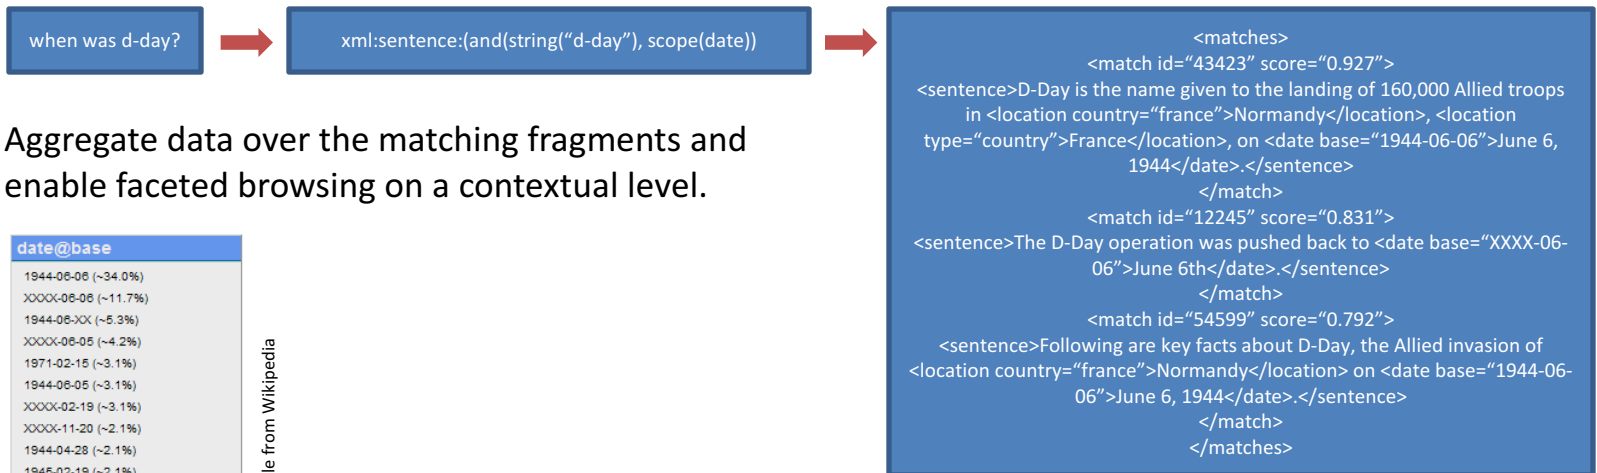 when was d-day?
xml:sentence:(and(string(“d-day”), scope(date))
<matches>
<match id=“43423” score=“0.927”>
<sentence>D-Day is the name given to the landing of 160,000 Allied troops
in <location country=“france”>Normandy</location>, <location
type=“country”>France</location>, on <date base=“1944-06-06”>June 6,
1944</date>.</sentence>
</match>
<match id=“12245” score=“0.831”>
<sentence>The D-Day operation was pushed back to <date base=“XXXX-06-
06”>June 6th</date>.</sentence>
</match>
<match id=“54599” score=“0.792”>
<sentence>Following are key facts about D-Day, the Allied invasion of
<location country=“france”>Normandy</location> on <date base=“1944-06-
06”>June 6, 1944</date>.</sentence>
</match>
</matches>
Aggregate data over the matching fragments and
enable faceted browsing on a contextual level.
date@base
1944-06-06 (~34.0%)
XXXX-06-06 (~11.7%)
1944-06-XX (~5.3%)
XXXX-06-05 (~4.2%)
1971-02-15 (~3.1%)
1944-06-05 (~3.1%)
XXXX-02-19 (~3.1%)
XXXX-11-20 (~2.1%)
1944-04-28 (~2.1%)
1945-02-19 (~2.1%)
from Wikipedia